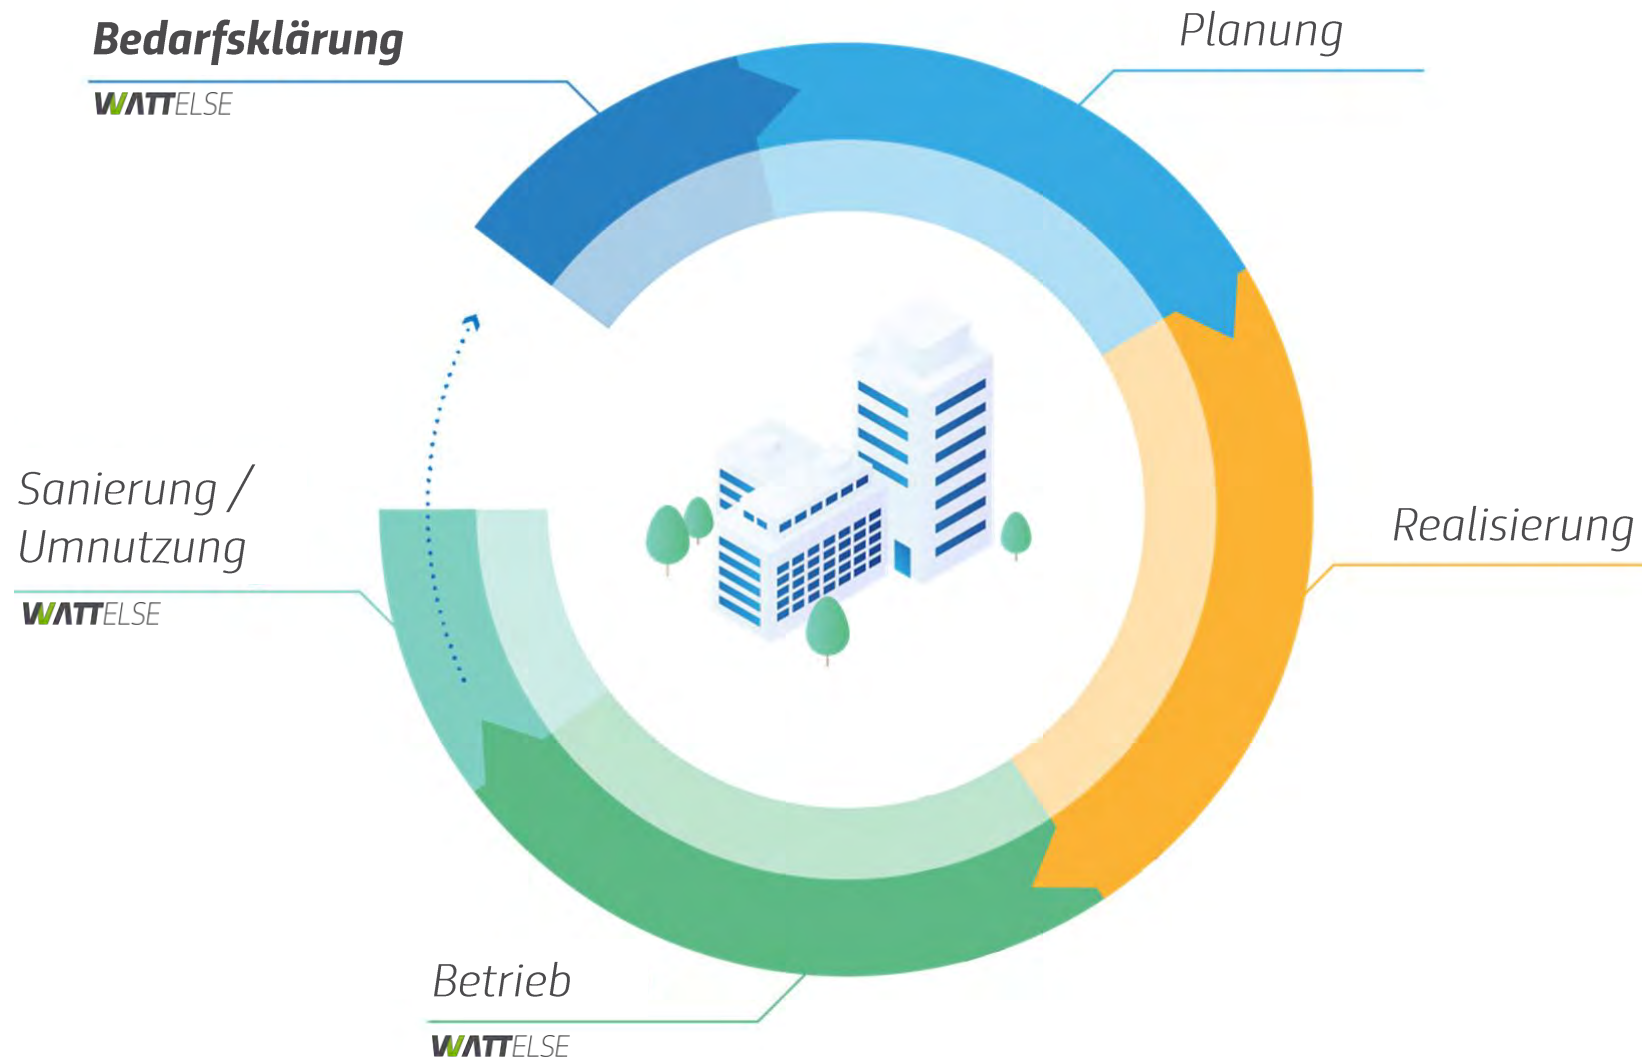 Bedarfsklärung
WATTELSE
Planung
Sanierung /
Umnutzung
WATTELSE
Realisierung
Betrieb
WATTELSE